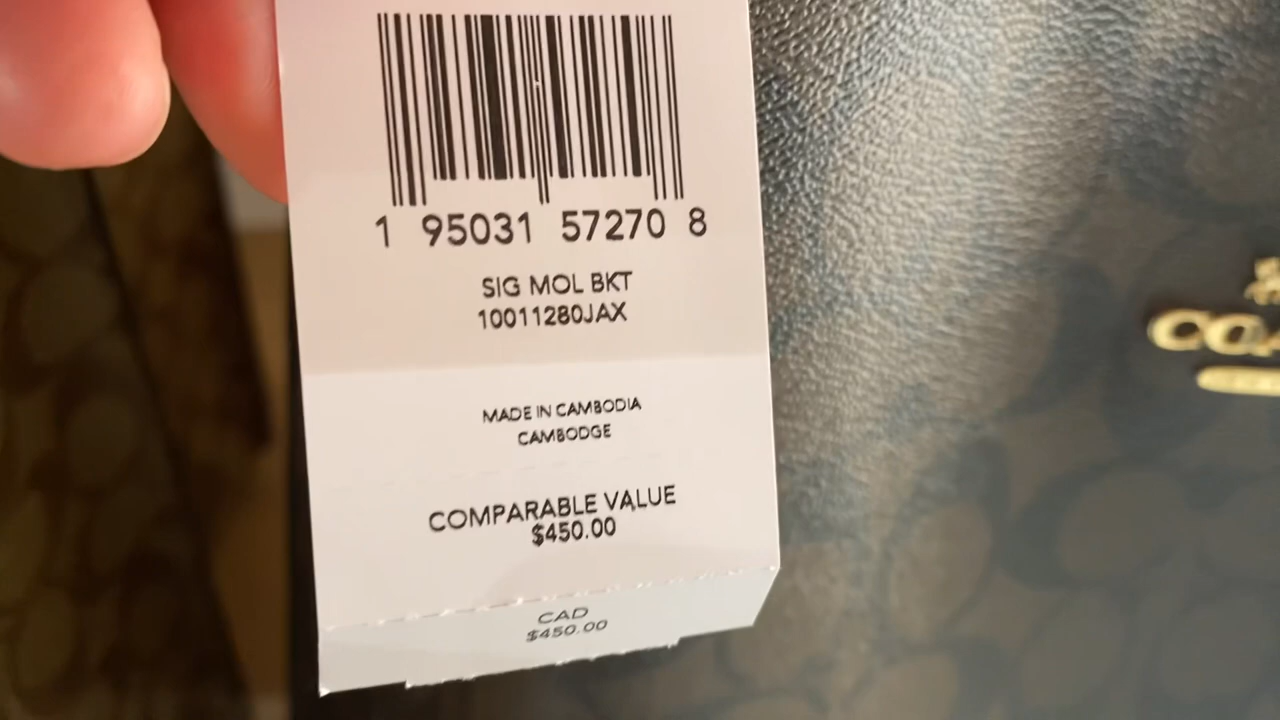 1 95031 57270 8
SIG MOL BKT
10011280JAX
MADE IN CAMBODIA
CAMBODGE
COMPARABLE VALUE
$450.00
CAD
$450.00